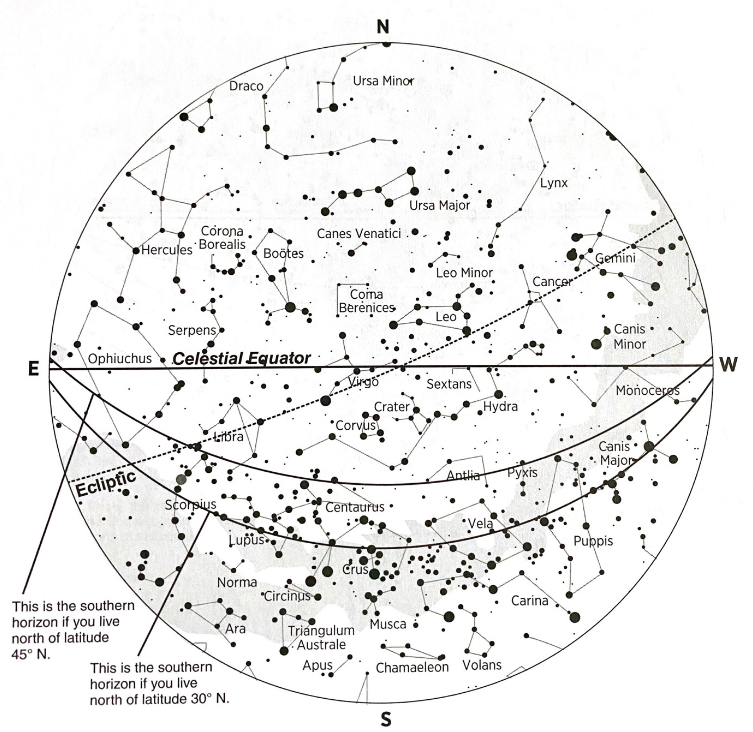 N
Draco
Ursa Minor
Lynx
Ursa Major
Canes Venatici
Corona
Borealis
Hercules
Boötes
Gemini
Leo Minor
Cancer
Coma
Berenices
Leo
Serpens
Canis
Minor
Ophiuchus
Celestial Equator
E
W
Virgo
Sextans
Monoceros
Crater
Hydra
Corvus
Libra
Canis
Major
Antlia
Pyxis
Ecliptic
Scorpius
Centaurus
Vela
Lupus
Puppis
Crus
Norma
Circinus
Carina
This is the southern
horizon if you live
north of latitude
45° N.
Musca
Ara
Triangulum
Australe
This is the southern
horizon if you live
north of latitude 30° N.
Apus
Chamaeleon
Volans
S